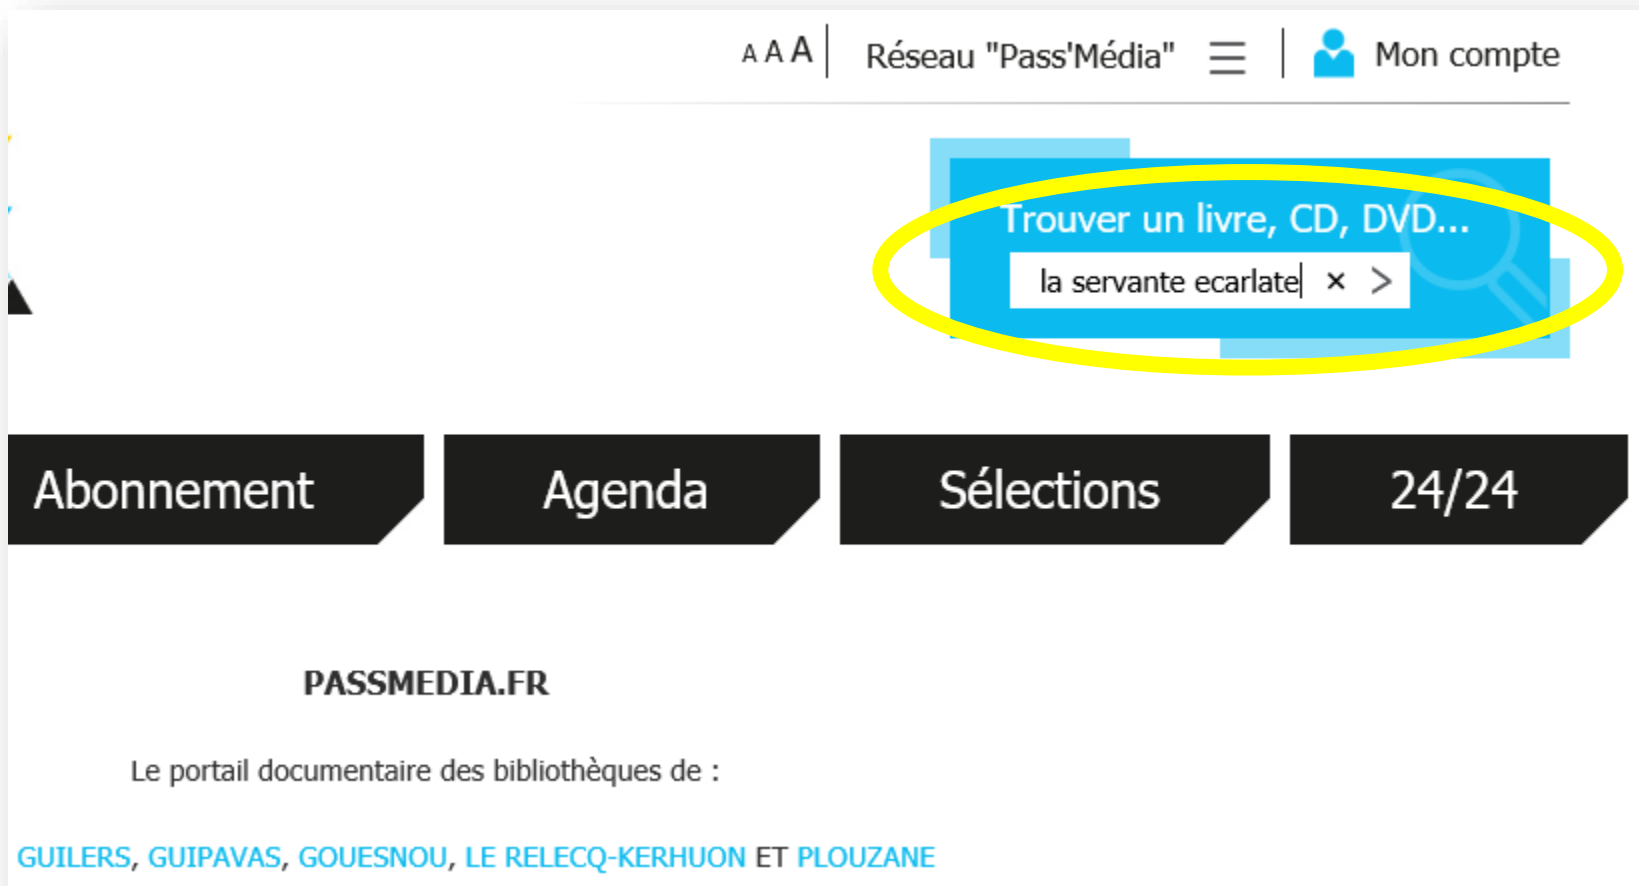 A A A Réseau "Pass'Média" Mon compte
Trouver un livre, CD, DVD...
la servante ecarlate × >
Abonnement Agenda Sélections 24/24
PASSMEDIA.FR
Le portail documentaire des bibliothèques de :
GUILERS, GUIPAVAS, GOUESNOU, LE RELECQ-KERHUON ET PLOUZANE